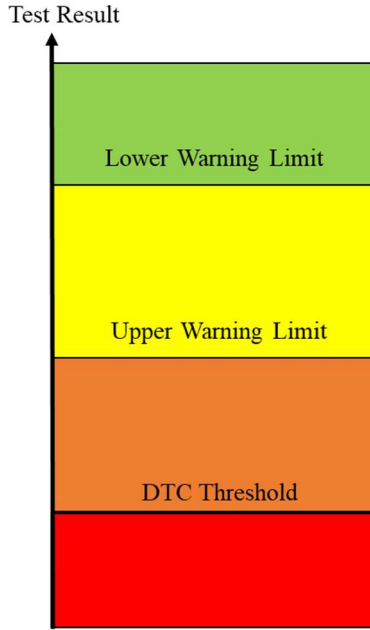 Test Result
Lower Warning Limit
Upper Warning Limit
DTC Threshold